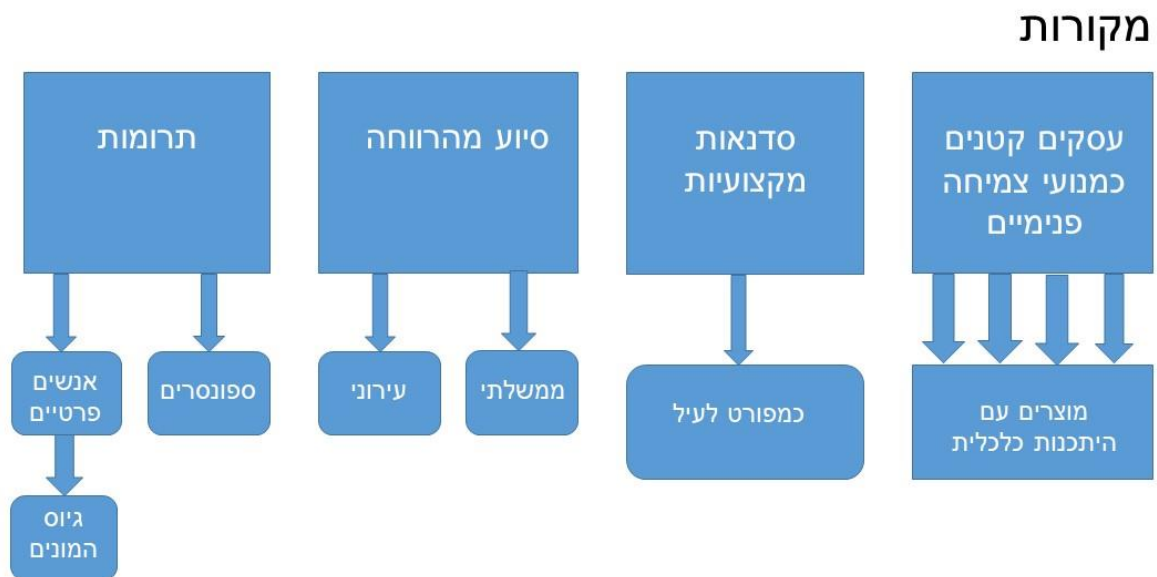 מקורות
עסקים קטנים
כמנועי צמיחה
פנימיים
סדנאות
מקצועיות
סיוע מהרווחה
תרומות
מוצרים עם
היתכנות כלכלית
כמפורט לעיל
ממשלתי
עירוני
ספונסרים
אנשים
פרטיים
גיוס
המונים